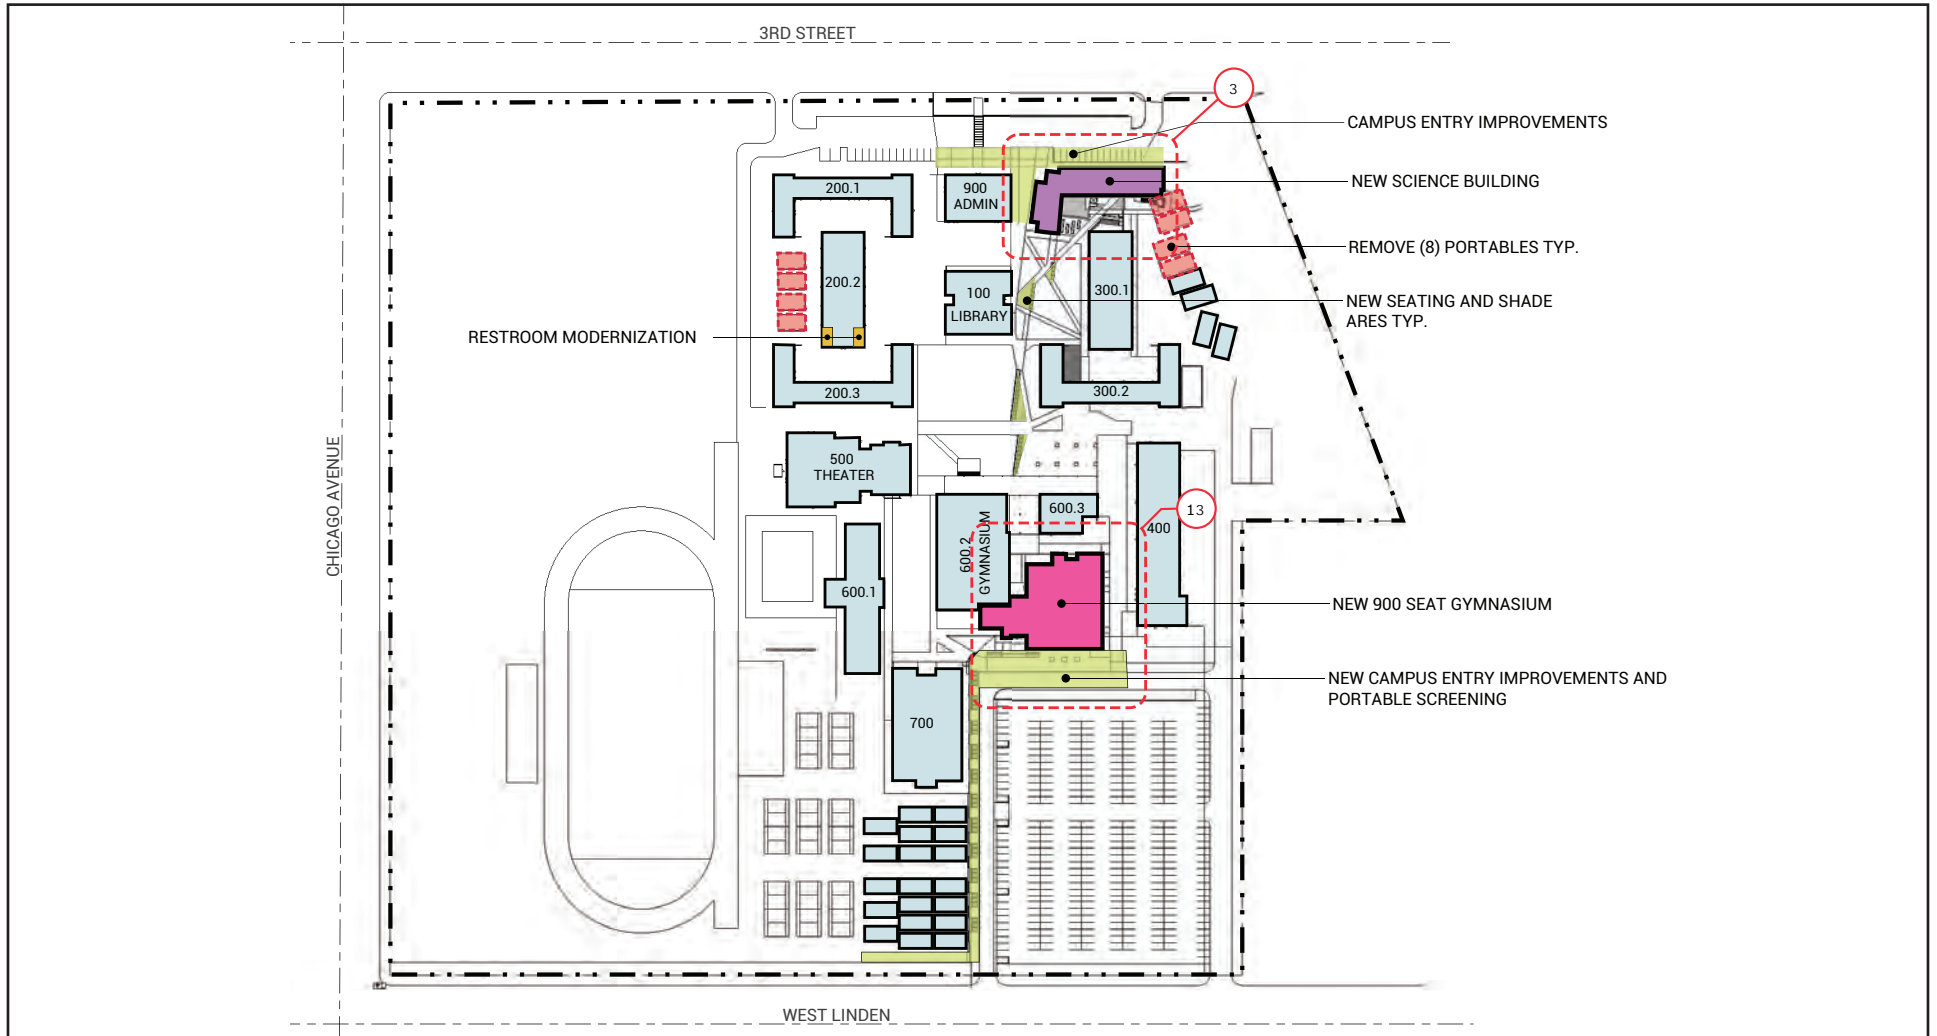 3RD STREET
3
CAMPUS ENTRY IMPROVEMENTS
NEW SCIENCE BUILDING
200.1
900
ADMIN
REMOVE (8) PORTABLES TYP.
200.2
100
LIBRARY
300.1
NEW SEATING AND SHADE
ARES TYP.
RESTROOM MODERNIZATION
200.3
300.2
CHICAGO AVENUE
500
THEATER
600.2
GYMNASIUM
600.3
13
400
600.1
NEW 900 SEAT GYMNASIUM
NEW CAMPUS ENTRY IMPROVEMENTS AND
PORTABLE SCREENING
700
WEST LINDEN